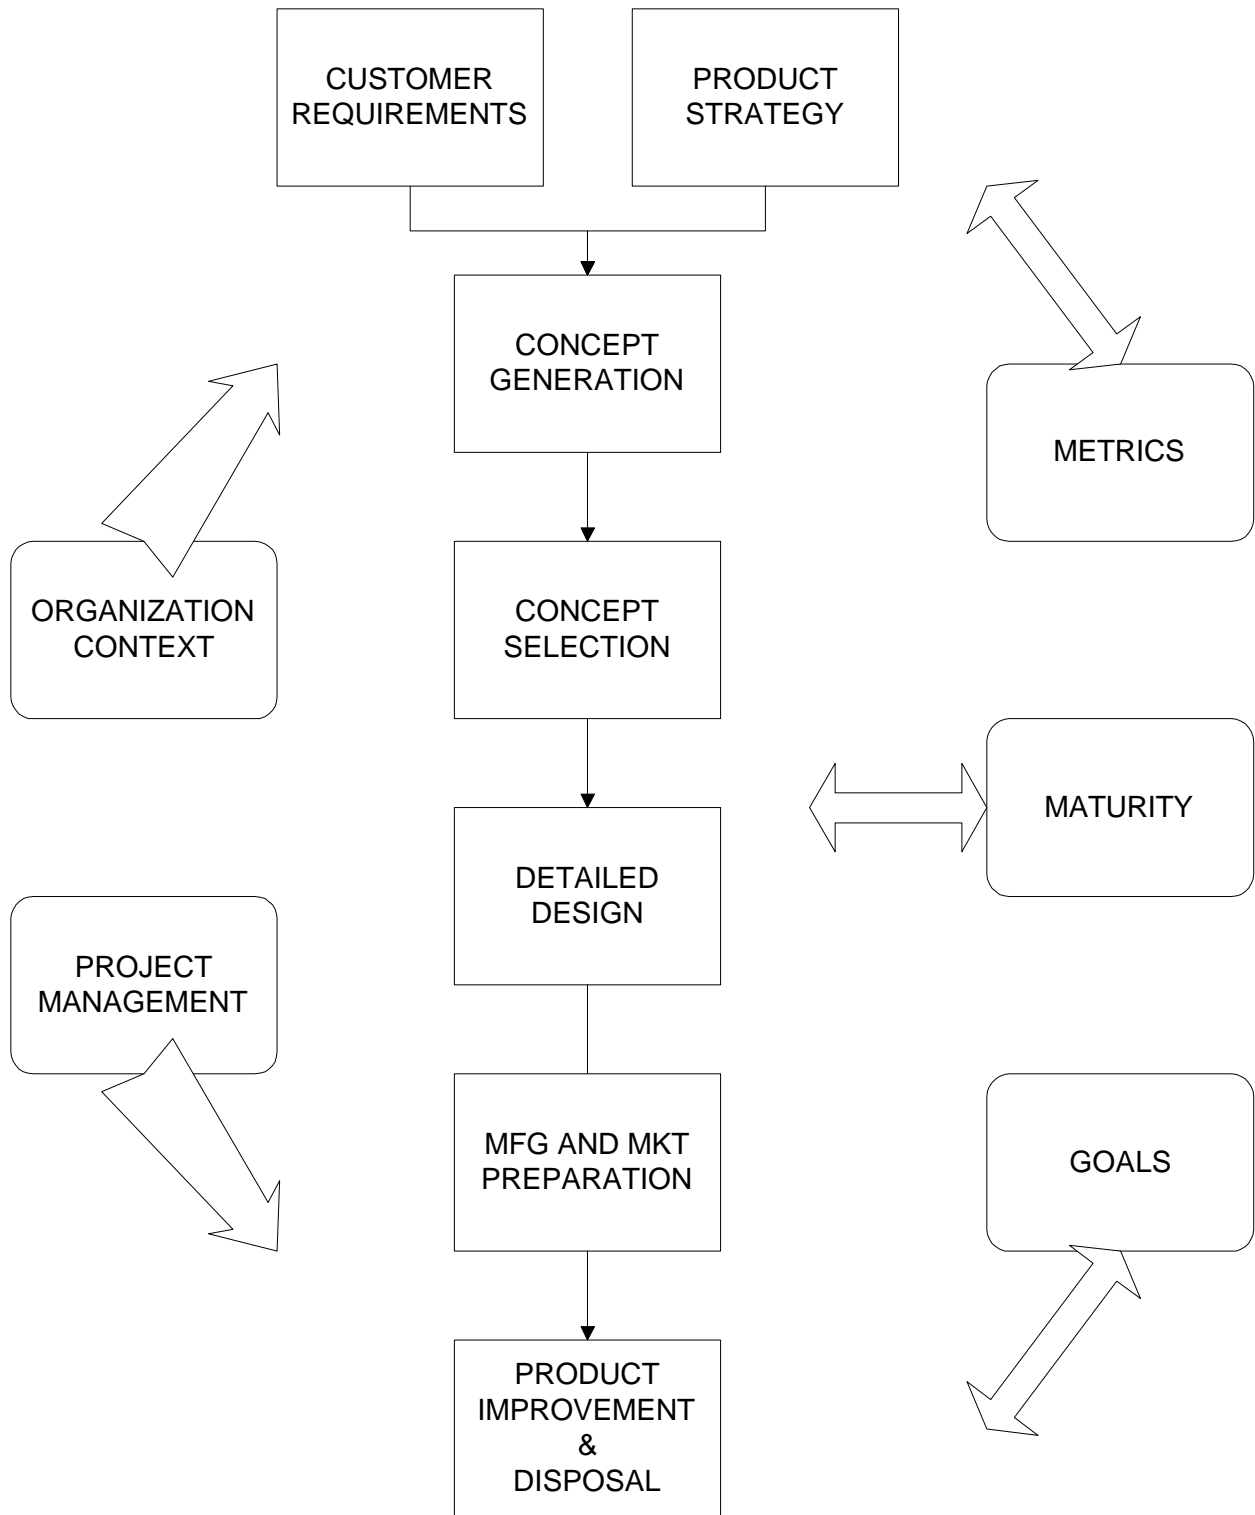 CUSTOMER
REQUIREMENTS
PRODUCT
STRATEGY
CONCEPT
GENERATION
METRICS
ORGANIZATION
CONTEXT
CONCEPT
SELECTION
MATURITY
DETAILED
DESIGN
PROJECT
MANAGEMENT
MFG AND MKT
PREPARATION
GOALS
PRODUCT
IMPROVEMENT
&
DISPOSAL